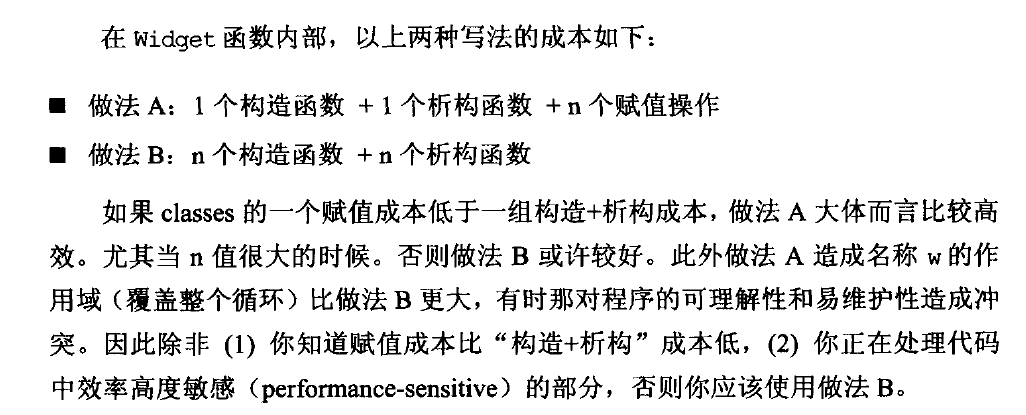 在 Widget 函数内部，以上两种写法的成本如下：
■ 做法 A：1 个构造函数 + 1 个析构函数 + n 个赋值操作
■ 做法 B：n 个构造函数 + n 个析构函数
如果 classes 的一个赋值成本低于一组构造+析构成本，做法 A 大体而言比较高
效。尤其当 n 值很大的时候。否则做法 B 或许较好。此外做法 A 造成名称 w 的作
用域（覆盖整个循环）比做法 B 更大，有时那对程序的可理解性和易维护性造成冲
突。因此除非 (1) 你知道赋值成本比“构造+析构”成本低，(2) 你正在处理代码
中效率高度敏感（performance-sensitive）的部分，否则你应该使用做法 B。